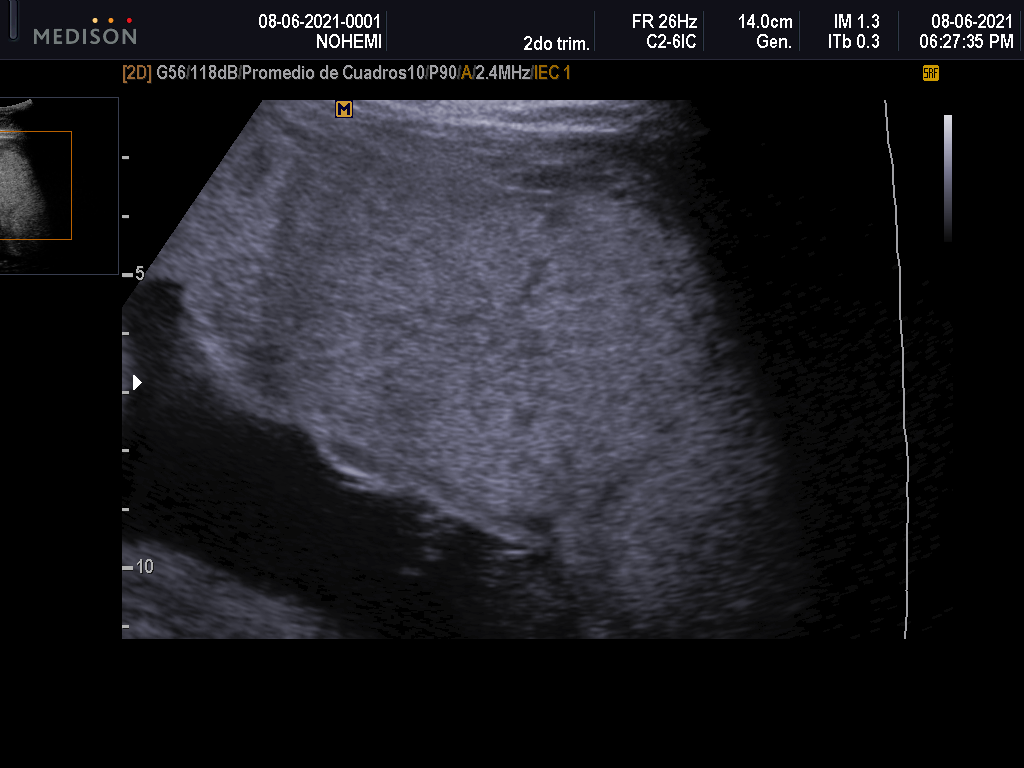 MEDISON
08-06-2021-0001
NOHEMI
2do trim.
FR 26Hz
C2-6IC
14.0cm
Gen.
IM 1.3
ITb 0.3
08-06-2021
06:27:35 PM
[2D] G56/118dB/Promedio de Cuadros10/P90/A/2.4MHz/IEC 1
SRF
M
5
10